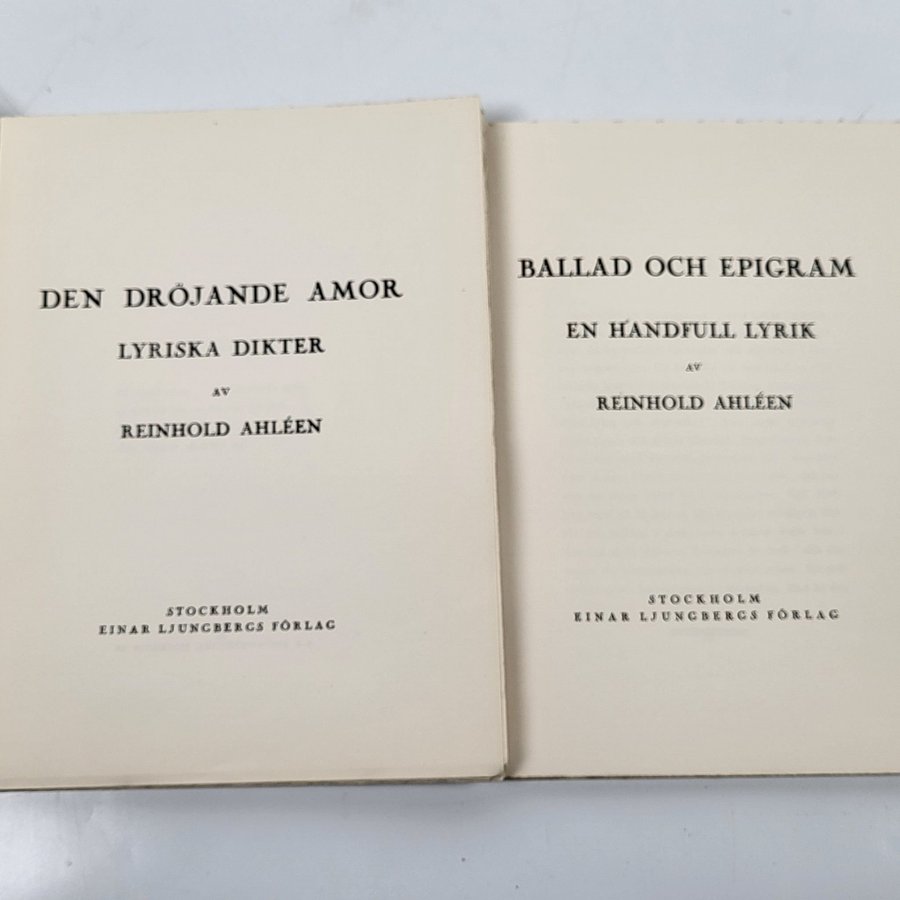 DEN DRÖJANDE AMOR
LYRISKA DIKTER
AV
REINHOLD AHLÉEN
STOCKHOLM
EINAR LJUNGBERGS FÖRLAG
BALLAD OCH EPIGRAM
EN HANDFULL LYRIK
AV
REINHOLD AHLÉEN
STOCKHOLM
EINAR LJUNGBERGS FÖRLAG